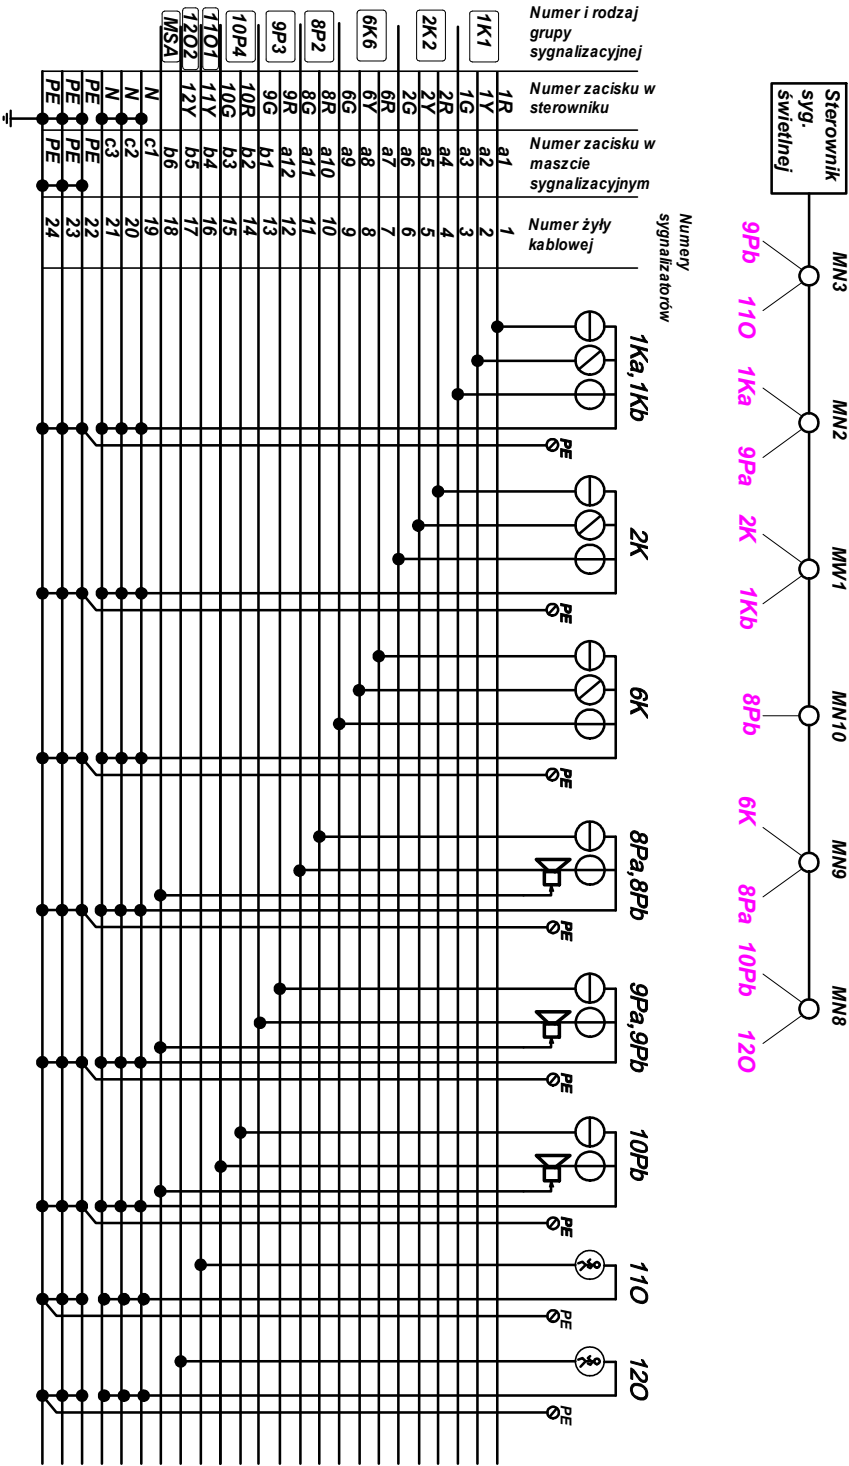 Sterownik
syg.
świetlnej
MN3
MN2
MW1
MN10
MN9
MN8
9Pb
11O
1Ka
9Pa
2K
1Kb
8Pb
6K
8Pa
10Pb
12O
Numer i rodzaj
grupy
sygnalizacyjnej
Numer zacisku w
sterowniku
Numer zacisku w
maszcie
sygnalizacyjnym
Numer żyły
kablowej
Numery
sygnalizatorów
1K1
2K2
6K6
8P2
9P3
10P4
11O1
12O2
MSA
1R a1 1
1Y a2 2
1G a3 3
2R a4 4
2Y a5 5
2G a6 6
6R a7 7
6Y a8 8
6G a9 9
8R a10 10
8G a11 11
9R a12 12
9G b1 13
10R b2 14
10G b3 15
11Y b4 16
12Y b5 17
b6 18
N c1 19
N c2 20
N c3 21
PE PE 22
PE PE 23
PE PE 24
1Ka,1Kb
2K
6K
8Pa,8Pb
9Pa,9Pb
10Pb
11O
12O
PE
PE
PE
PE
PE
PE
PE
PE